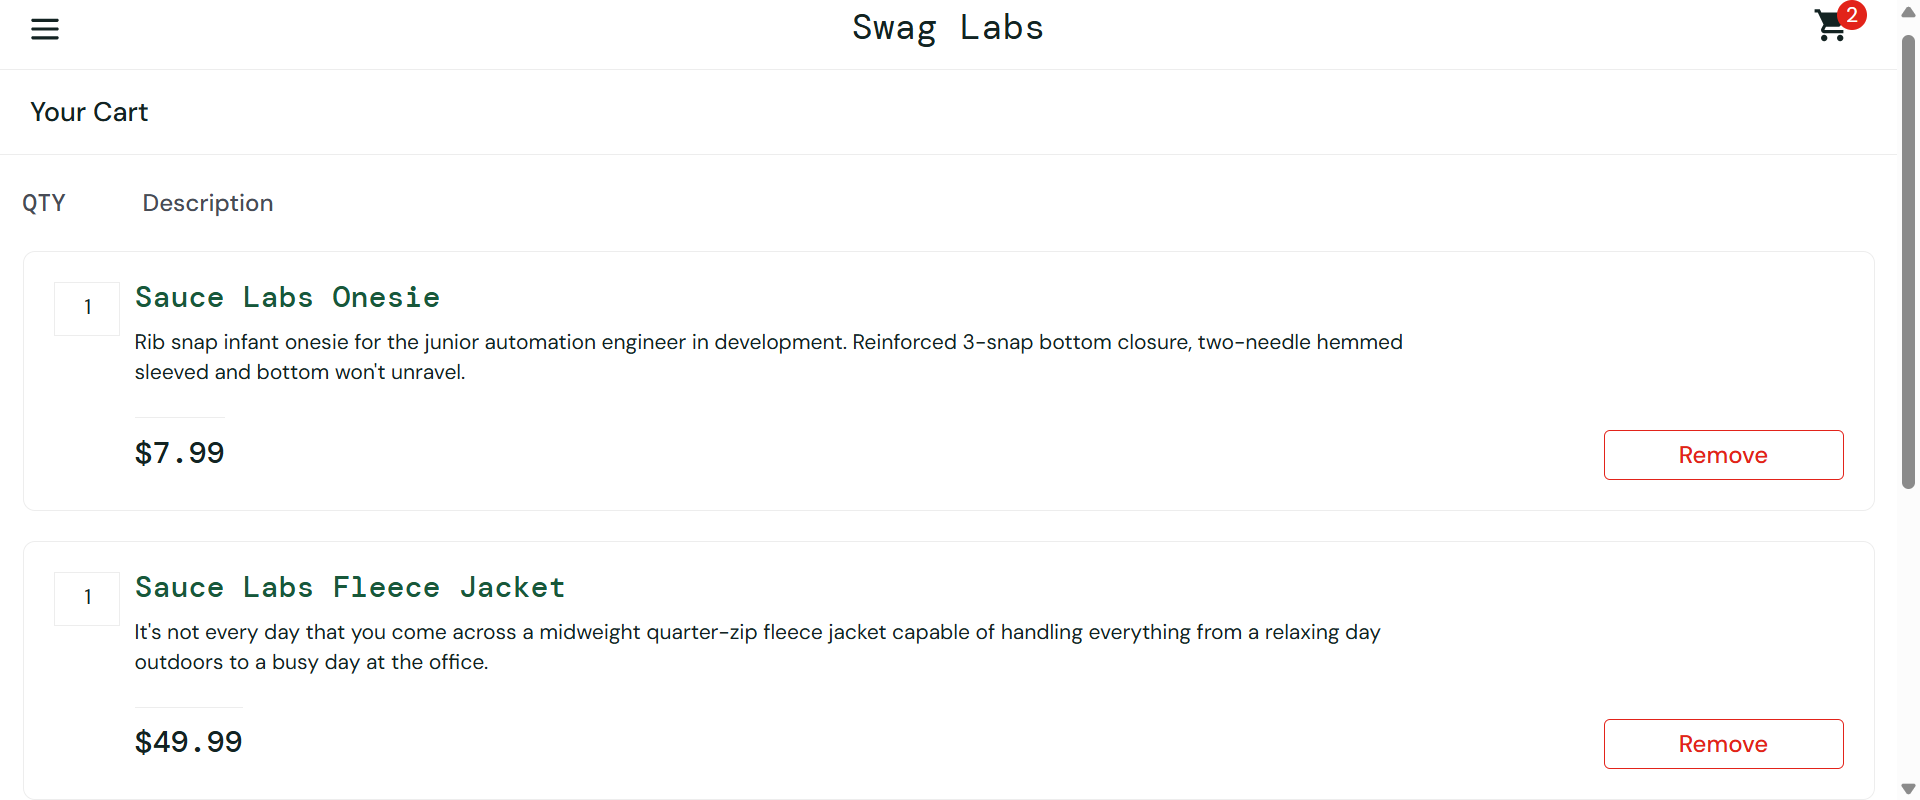 Swag Labs
2
Your Cart
QTY Description
1
Sauce Labs Onesie
Rib snap infant onesie for the junior automation engineer in development. Reinforced 3-snap bottom closure, two-needle hemmed
sleeved and bottom won't unravel.
$7.99
Remove
1
Sauce Labs Fleece Jacket
It's not every day that you come across a midweight quarter-zip fleece jacket capable of handling everything from a relaxing day
outdoors to a busy day at the office.
$49.99
Remove